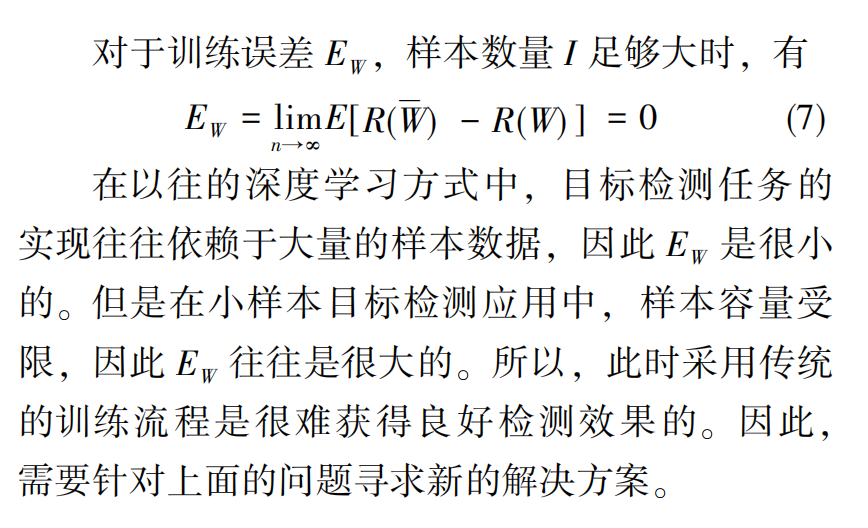 对于训练误差 E_W，样本数量 I 足够大时，有
E_W = lim_{n→∞} E[R(W̅) － R(W)] = 0 (7)
在以往的深度学习方式中，目标检测任务的
实现往往依赖于大量的样本数据，因此 E_W 是很小
的。但是在小样本目标检测应用中，样本容量受
限，因此 E_W 往往是很大的。所以，此时采用传统
的训练流程是很难获得良好检测效果的。因此，
需要针对上面的问题寻求新的解决方案。